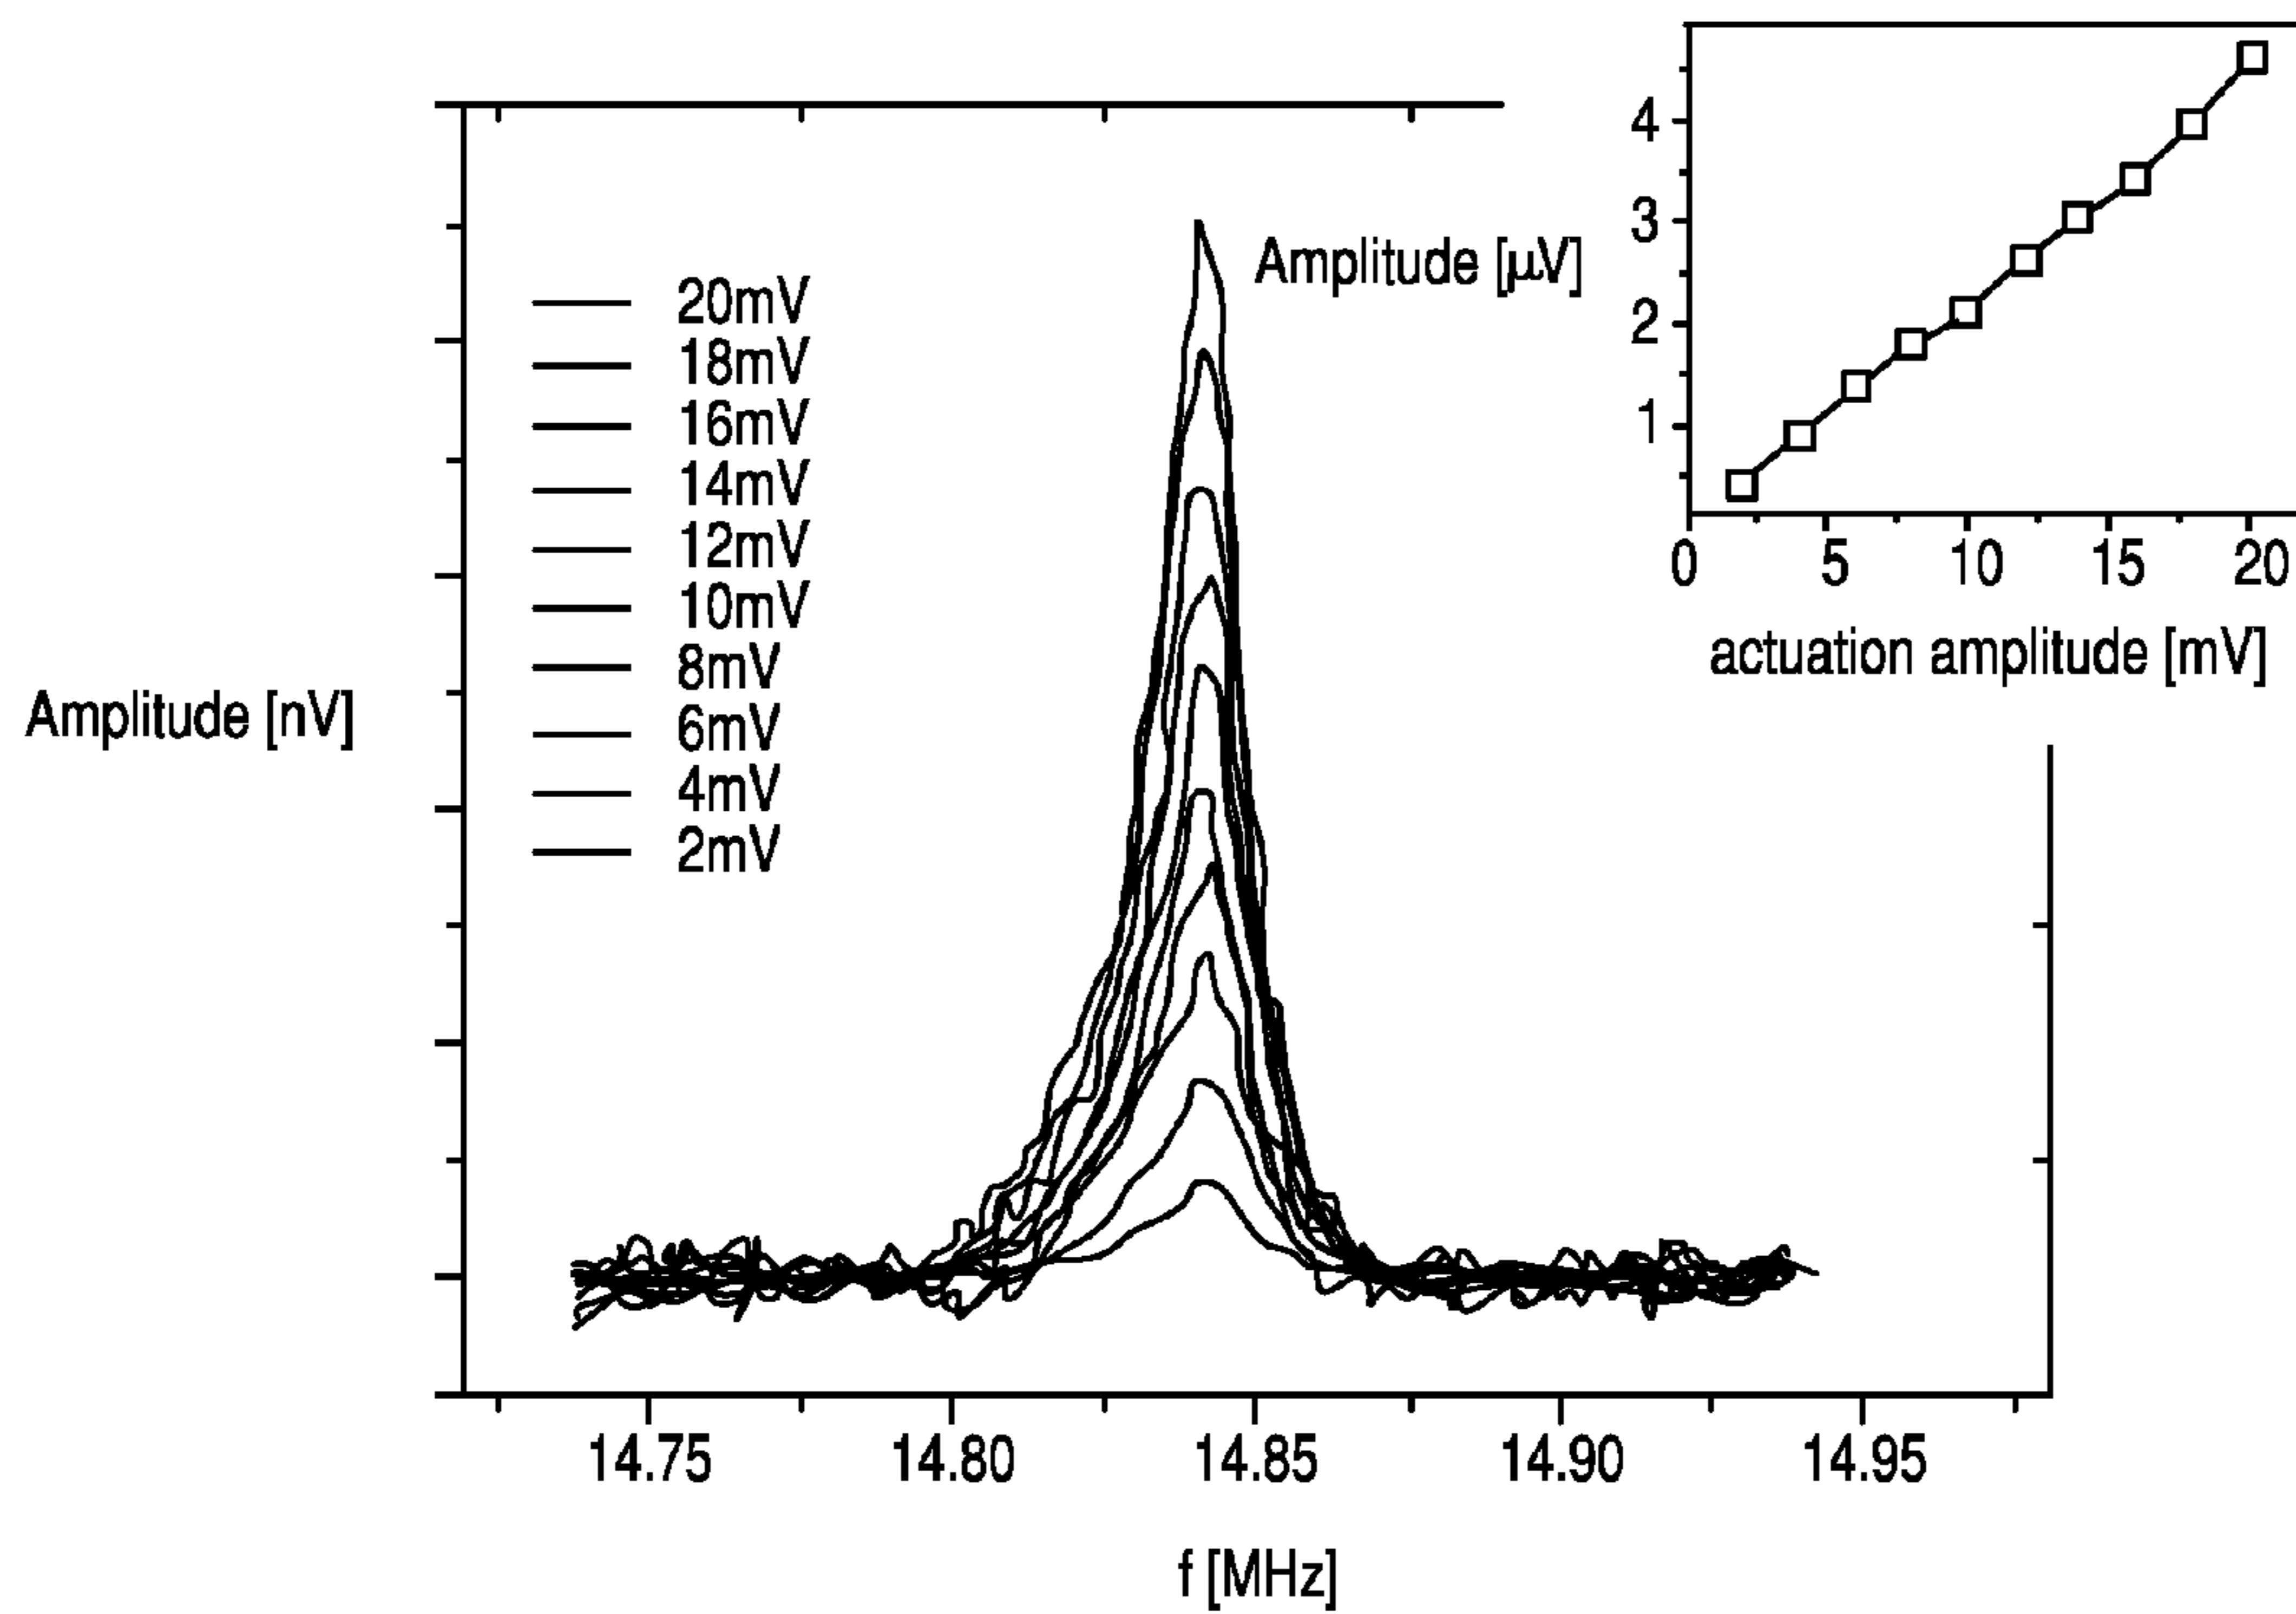 Amplitude [µV]
4
3
2
1
0 5 10 15 20
actuation amplitude [mV]
20mV
18mV
16mV
14mV
12mV
10mV
8mV
6mV
4mV
2mV
Amplitude [nV]
14.75 14.80 14.85 14.90 14.95
f [MHz]